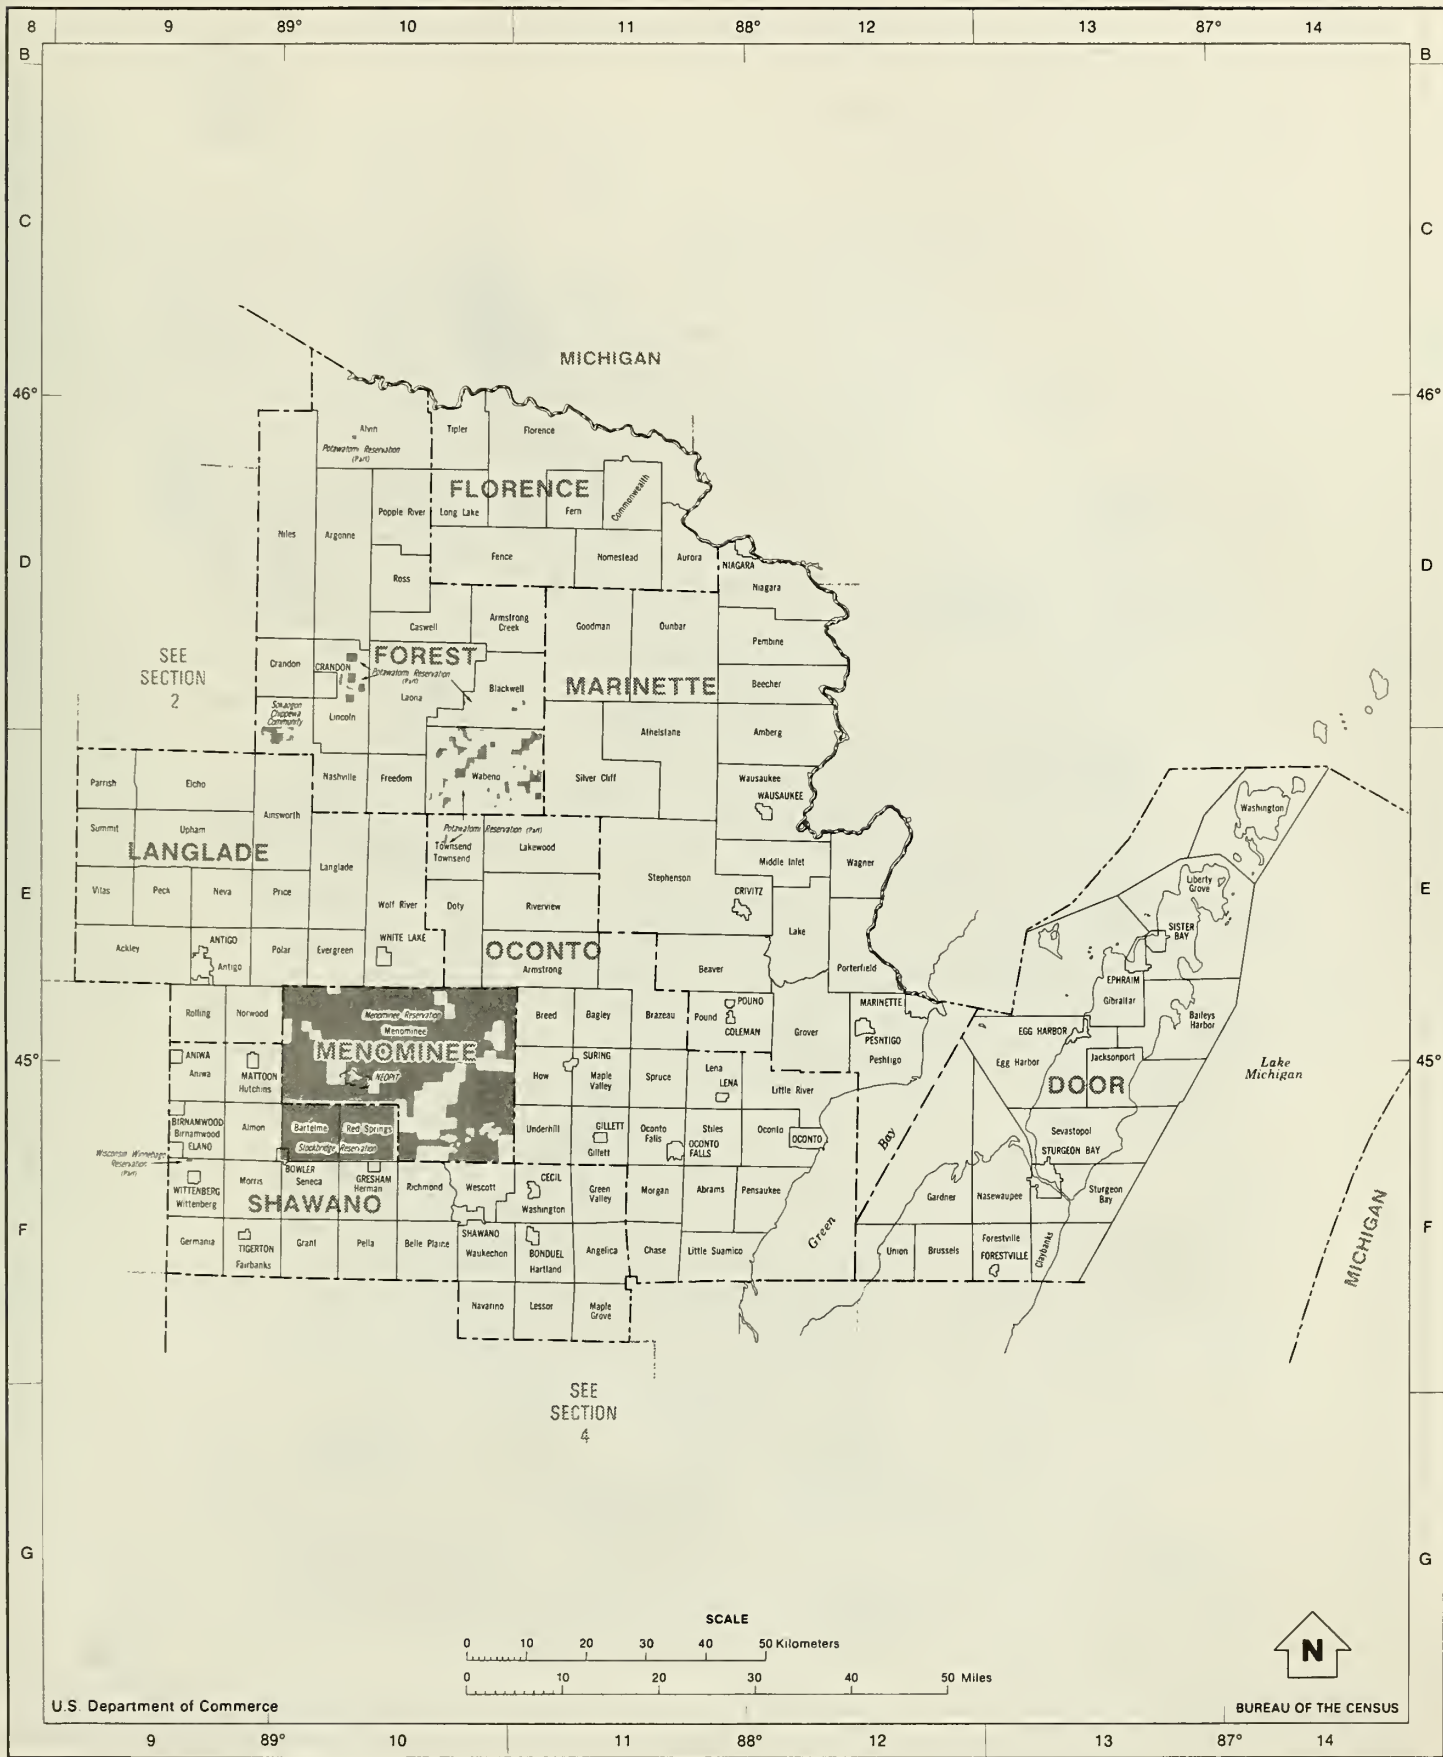 8 9 89° 10 11 88° 12 13 87° 14
B B
C C
MICHIGAN
46° 46°
Alvin
Potawatomi Reservation
(Part)
Tipler
Florence
FLORENCE
Commonwealth
Popple River
Long Lake
Fern
Hiles
Argonne
D D
Fence
Homestead
Aurora
NIAGARA
Niagara
Ross
Caswell
Armstrong
Creek
Goodman
Dunbar
Pembine
SEE
SECTION
2
Crandon
CRANDON
FOREST
Potawatomi Reservation
(Part)
Laona
Blackwell
MARINETTE
Beecher
Sokaogon
Chippewa
Community
Lincoln
Athelstane
Amberg
Parrish
Elcho
Nashville
Freedom
Wabeno
Silver Cliff
Wausaukee
WAUSAUKEE
Washington
Ainsworth
Summit
Upham
LANGLADE
Potawatomi Reservation (Part)
Townsend
Townsend
Lakewood
Middle Inlet
Wagner
Langlade
Stephenson
E E
Vilas
Peck
Neva
Price
Wolf River
Doty
Riverview
CRIVITZ
Liberty
Grove
SISTER
BAY
Ackley
ANTIGO
Antigo
Polar
Evergreen
WHITE LAKE
OCONTO
Armstrong
Lake
Beaver
Porterfield
EPHRAIM
Gibraltar
Baileys
Harbor
Rolling
Norwood
Menominee Reservation
Menominee
MENOMINEE
NEOPIT
Breed
Bagley
Brazeau
Pound
POUND
COLEMAN
Grover
MARINETTE
PESHTIGO
Peshtigo
EGG HARBOR
Egg Harbor
Jacksonport
DOOR
Lake
Michigan
45° 45°
ANIWA
Aniwa
MATTOON
Hutchins
How
SURING
Maple
Valley
Spruce
Lena
LENA
Little River
BIRNAMWOOD
Birnamwood
ELAND
Almon
Bartelme
Red Springs
Stockbridge Reservation
Underhill
GILLETT
Gillett
Oconto
Falls
Stiles
OCONTO
FALLS
Oconto
OCONTO
Bay
Sevastopol
STURGEON BAY
Wisconsin Winnebago
Reservation
(Part)
WITTENBERG
Wittenberg
Morris
BOWLER
Seneca
GRESHAM
Herman
SHAWANO
Richmond
Wescott
CECIL
Washington
Green
Valley
Morgan
Abrams
Pensaukee
Green
Gardner
Nasewaupee
Sturgeon
Bay
MICHIGAN
F F
Germania
TIGERTON
Fairbanks
Grant
Pella
Belle Plaine
SHAWANO
Waukechon
BONDUEL
Hartland
Angelica
Chase
Little Suamico
Union
Brussels
Forestville
FORESTVILLE
Claybanks
Navarino
Lessor
Maple
Grove
SEE
SECTION
4
G G
SCALE
0 10 20 30 40 50 Kilometers
0 10 20 30 40 50 Miles
N
U.S. Department of Commerce
BUREAU OF THE CENSUS
9 89° 10 11 88° 12 13 87° 14